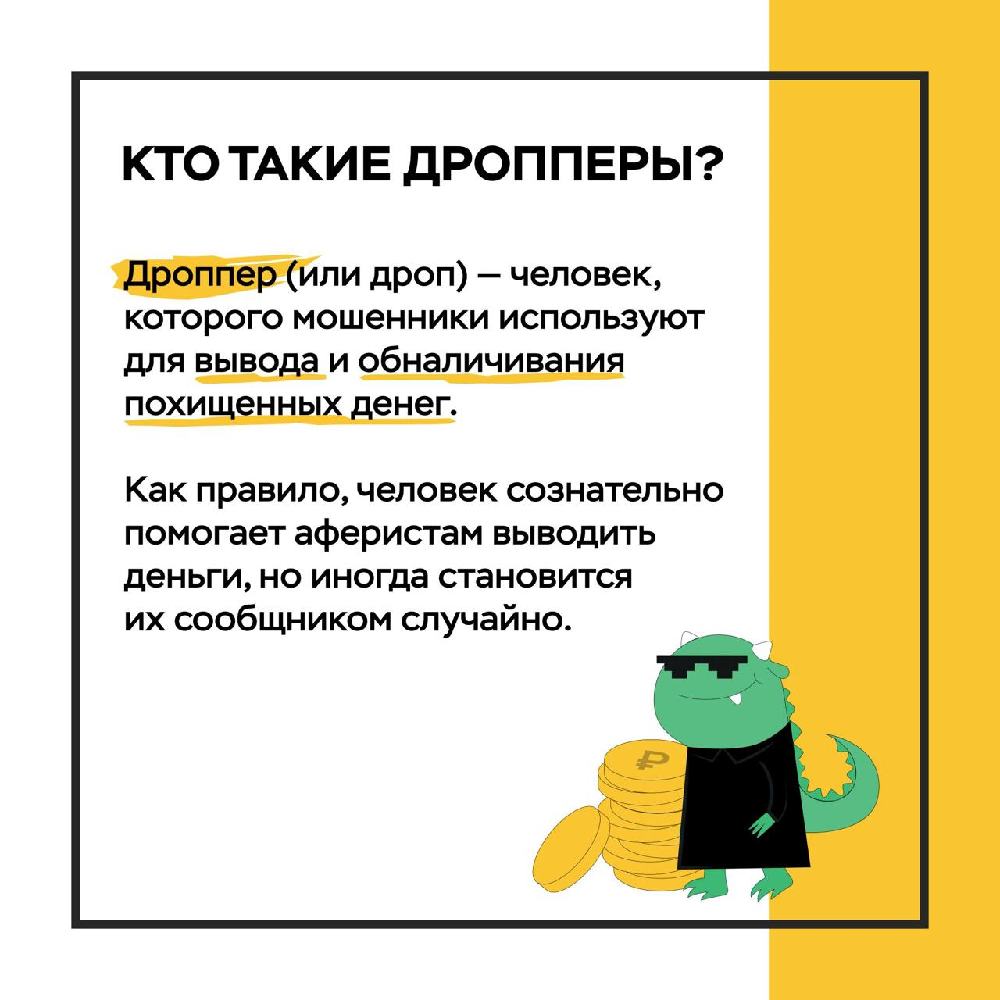 КТО ТАКИЕ ДРОППЕРЫ?
Дроппер (или дроп) — человек,
которого мошенники используют
для вывода и обналичивания
похищенных денег.
Как правило, человек сознательно
помогает аферистам выводить
деньги, но иногда становится
их сообщником случайно.
₽